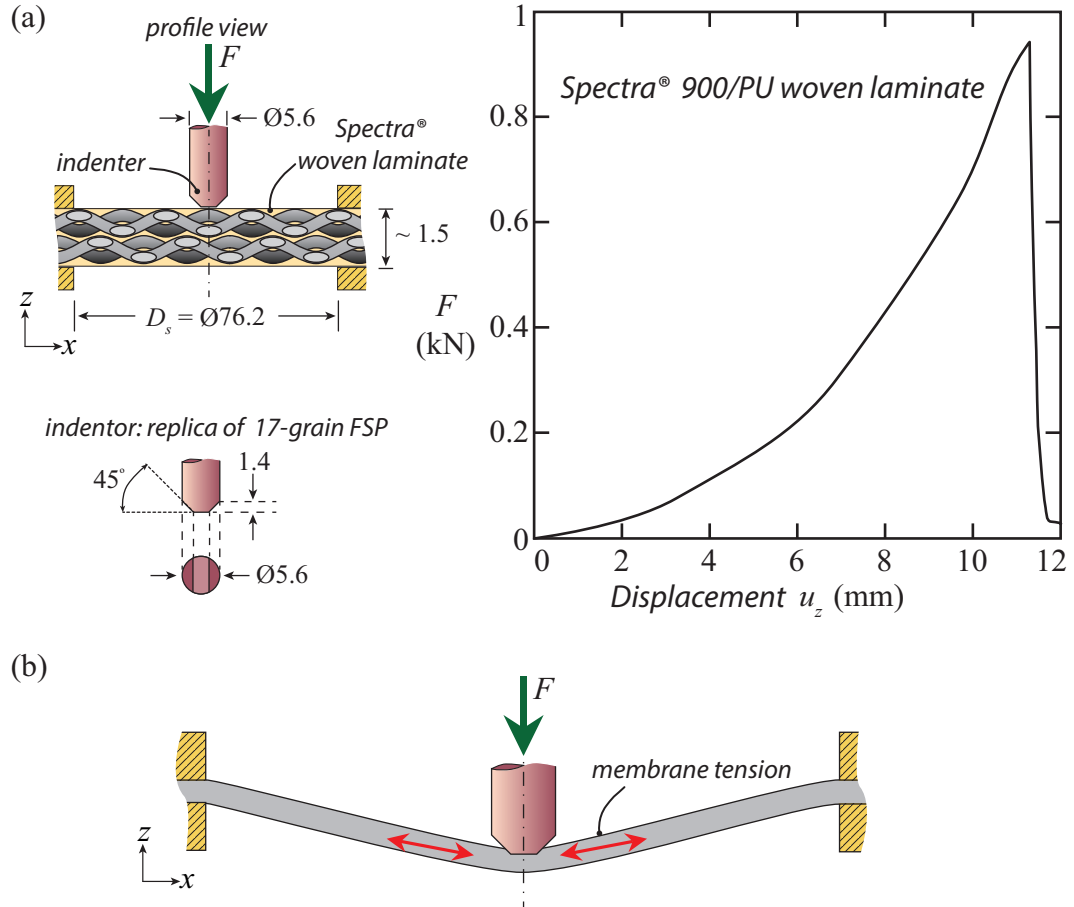 (a)
profile view
F
Ø5.6
Spectra®
woven laminate
indenter
~ 1.5
z
x
D_s = Ø76.2
indentor: replica of 17-grain FSP
45°
1.4
Ø5.6
Spectra® 900/PU woven laminate
F
(kN)
1
0.8
0.6
0.4
0.2
0
0 2 4 6 8 10 12
Displacement u_z (mm)
(b)
F
membrane tension
z
x